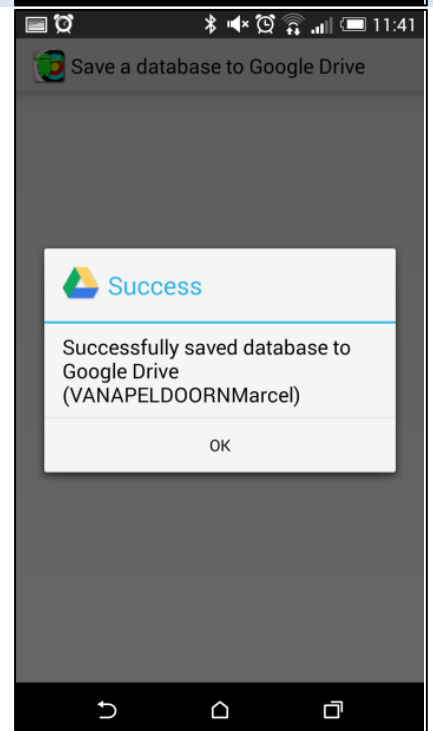 11:41
Save a database to Google Drive
Success
Successfully saved database to
Google Drive
(VANAPELDOORNMarcel)
OK